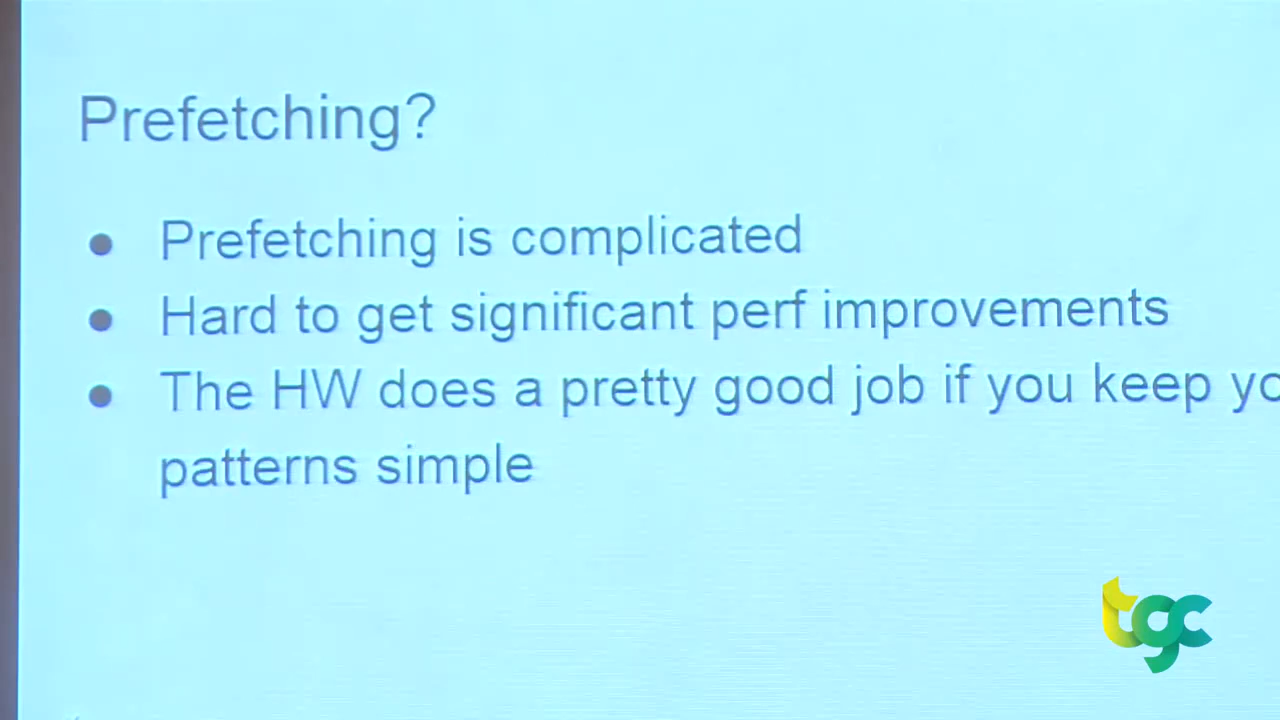 Prefetching?
● Prefetching is complicated
● Hard to get significant perf improvements
● The HW does a pretty good job if you keep
patterns simple
tgc